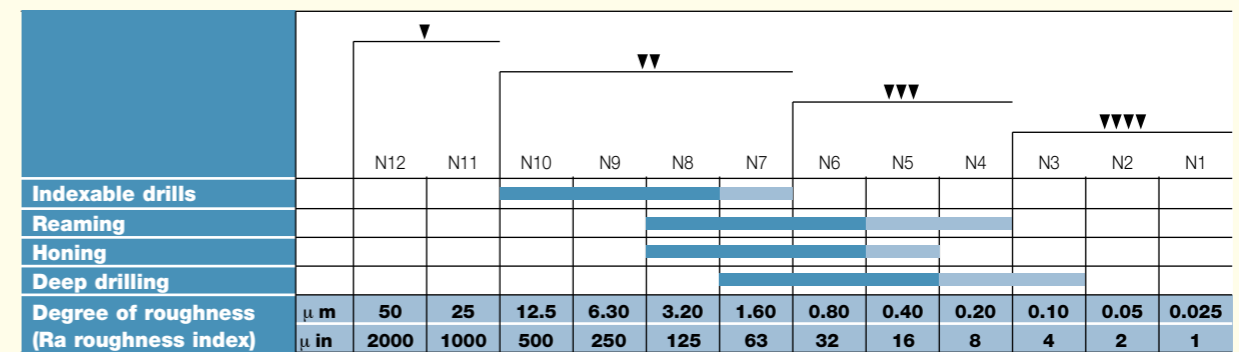 ▼
▼▼
▼▼▼
▼▼▼▼
N12 N11 N10 N9 N8 N7 N6 N5 N4 N3 N2 N1
Indexable drills
Reaming
Honing
Deep drilling
Degree of roughness µ m 50 25 12.5 6.30 3.20 1.60 0.80 0.40 0.20 0.10 0.05 0.025
(Ra roughness index) µ in 2000 1000 500 250 125 63 32 16 8 4 2 1